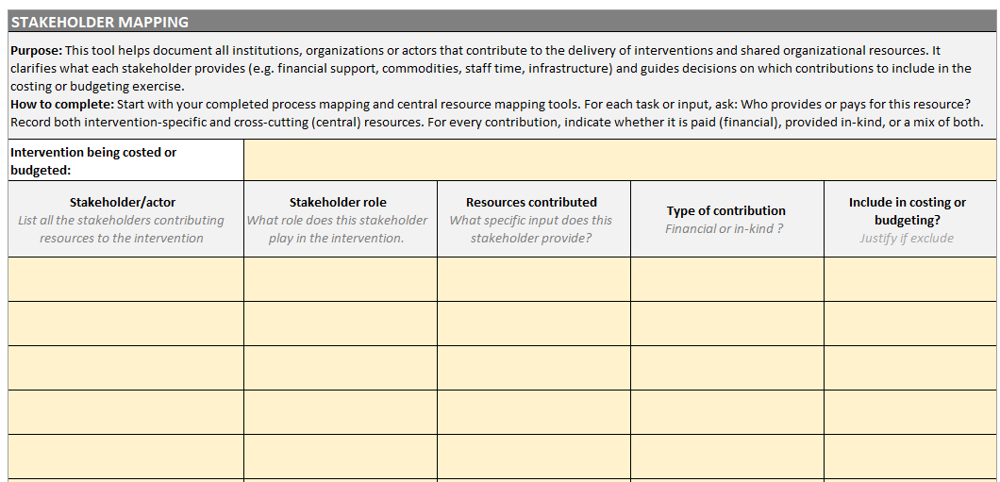 STAKEHOLDER MAPPING
Purpose: This tool helps document all institutions, organizations or actors that contribute to the delivery of interventions and shared organizational resources. It
clarifies what each stakeholder provides (e.g. financial support, commodities, staff time, infrastructure) and guides decisions on which contributions to include in the
costing or budgeting exercise.
How to complete: Start with your completed process mapping and central resource mapping tools. For each task or input, ask: Who provides or pays for this resource?
Record both intervention-specific and cross-cutting (central) resources. For every contribution, indicate whether it is paid (financial), provided in-kind, or a mix of both.
Intervention being costed or
budgeted:
Stakeholder/actor
List all the stakeholders contributing
resources to the intervention
Stakeholder role
What role does this stakeholder
play in the intervention.
Resources contributed
What specific input does this
stakeholder provide?
Type of contribution
Financial or in-kind ?
Include in costing or
budgeting?
Justify if exclude